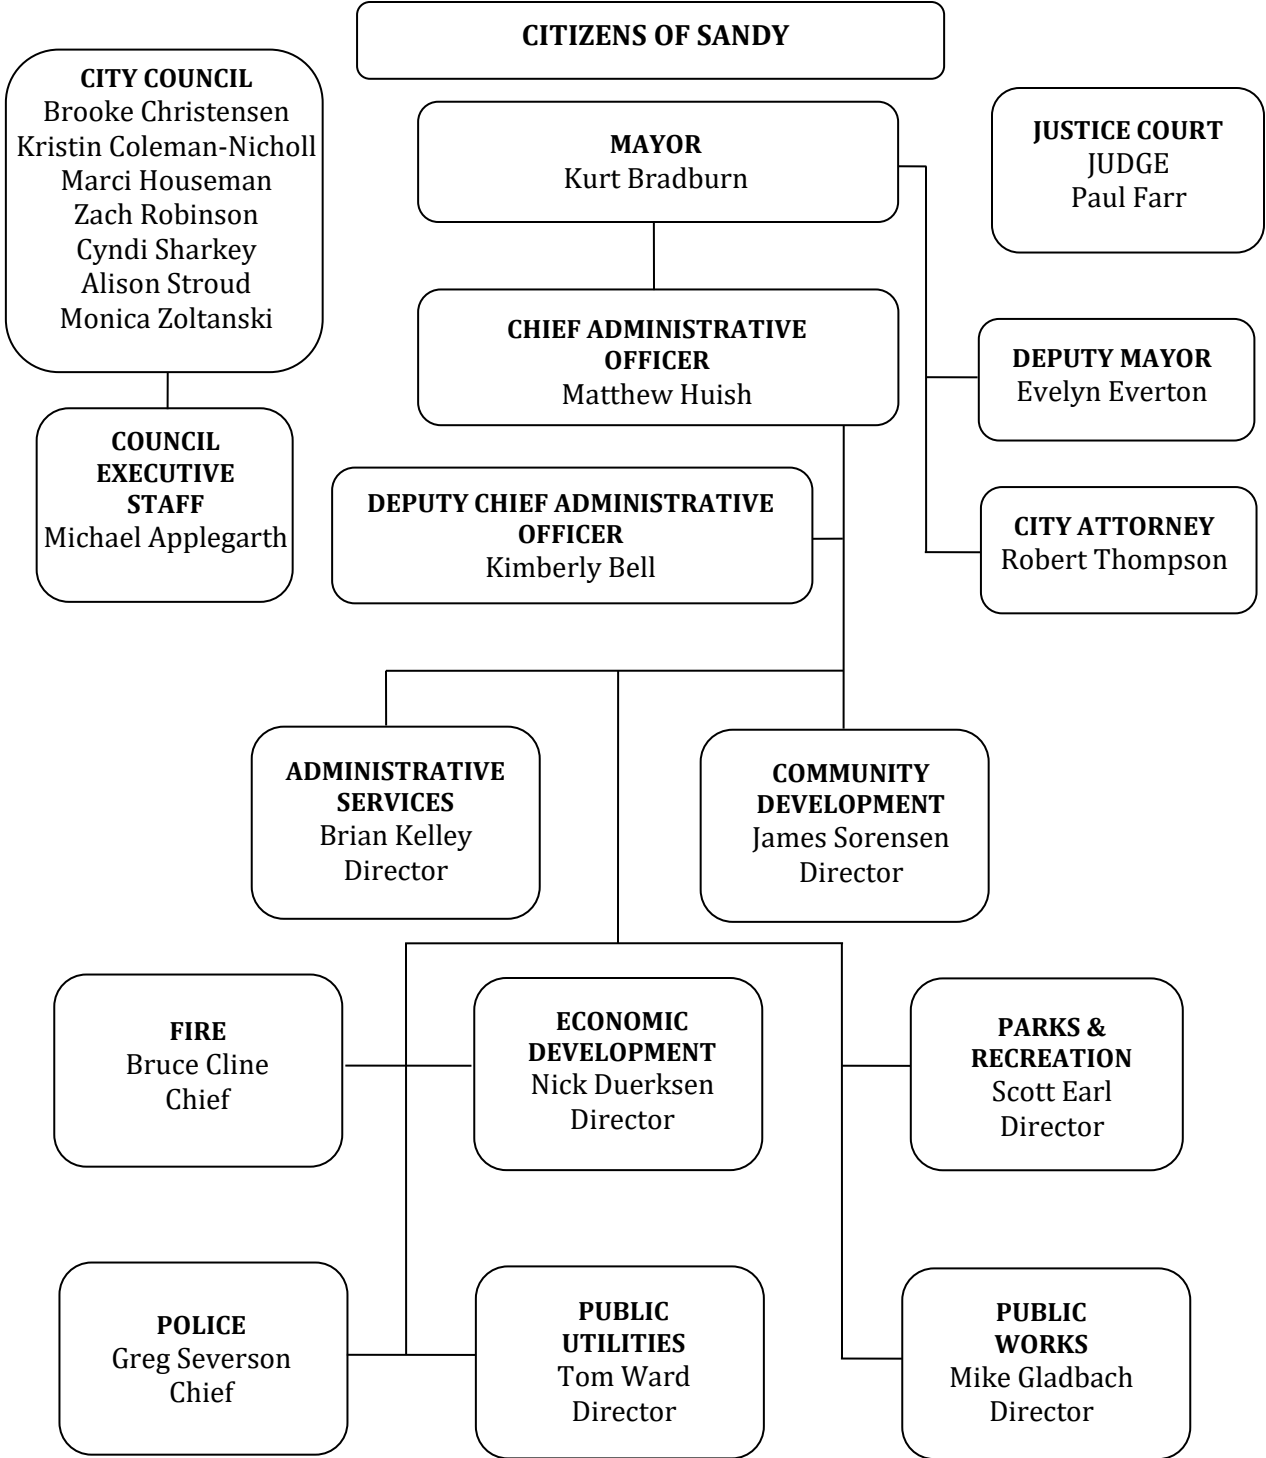 CITIZENS OF SANDY
CITY COUNCIL
Brooke Christensen
Kristin Coleman-Nicholl
Marci Houseman
Zach Robinson
Cyndi Sharkey
Alison Stroud
Monica Zoltanski
MAYOR
Kurt Bradburn
JUSTICE COURT
JUDGE
Paul Farr
CHIEF ADMINISTRATIVE
OFFICER
Matthew Huish
DEPUTY MAYOR
Evelyn Everton
COUNCIL
EXECUTIVE
STAFF
Michael Applegarth
DEPUTY CHIEF ADMINISTRATIVE
OFFICER
Kimberly Bell
CITY ATTORNEY
Robert Thompson
ADMINISTRATIVE
SERVICES
Brian Kelley
Director
COMMUNITY
DEVELOPMENT
James Sorensen
Director
FIRE
Bruce Cline
Chief
ECONOMIC
DEVELOPMENT
Nick Duerksen
Director
PARKS &
RECREATION
Scott Earl
Director
POLICE
Greg Severson
Chief
PUBLIC
UTILITIES
Tom Ward
Director
PUBLIC
WORKS
Mike Gladbach
Director